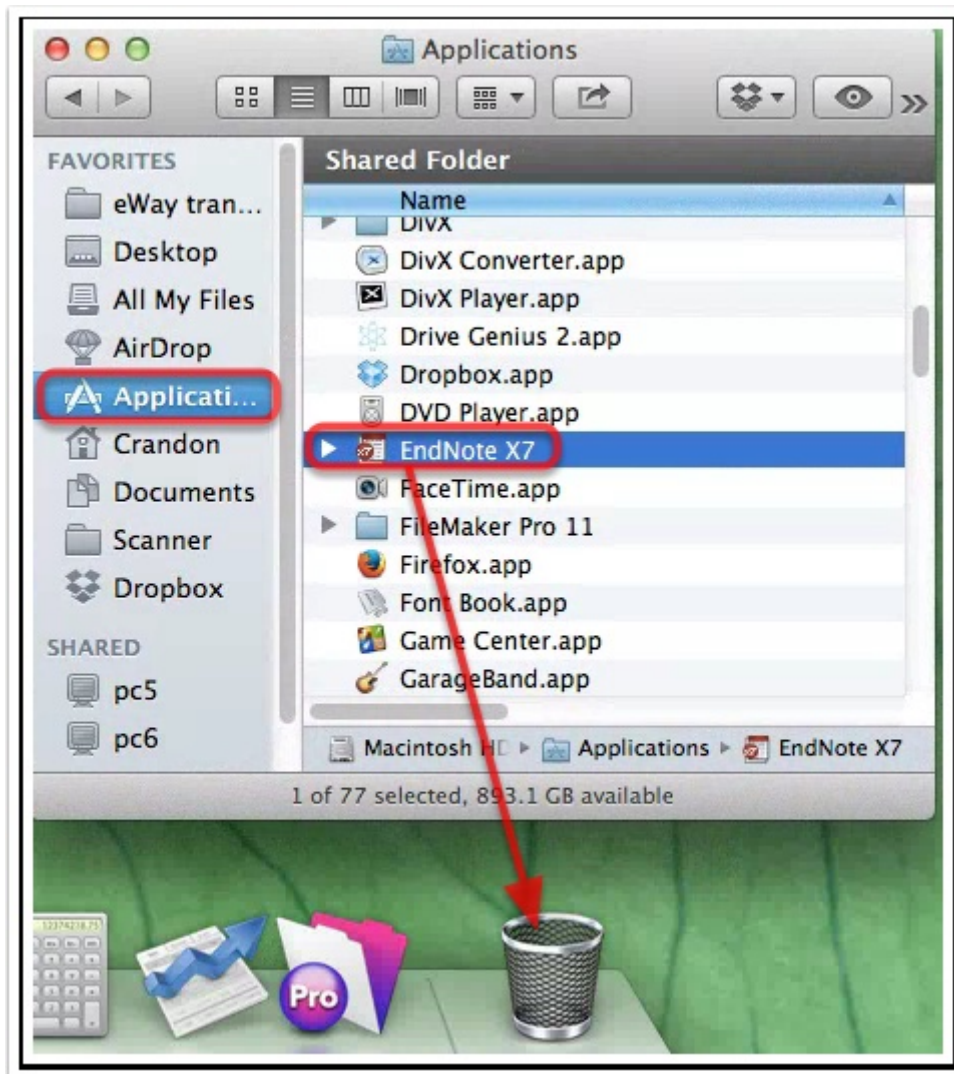 Applications
FAVORITES
eWay tran...
Desktop
All My Files
AirDrop
Applicati...
Crandon
Documents
Scanner
Dropbox
SHARED
pc5
pc6
Shared Folder
Name
DivX
DivX Converter.app
DivX Player.app
Drive Genius 2.app
Dropbox.app
DVD Player.app
EndNote X7
FaceTime.app
FileMaker Pro 11
Firefox.app
Font Book.app
Game Center.app
GarageBand.app
Macintosh HD Applications EndNote X7
1 of 77 selected, 893.1 GB available
Pro